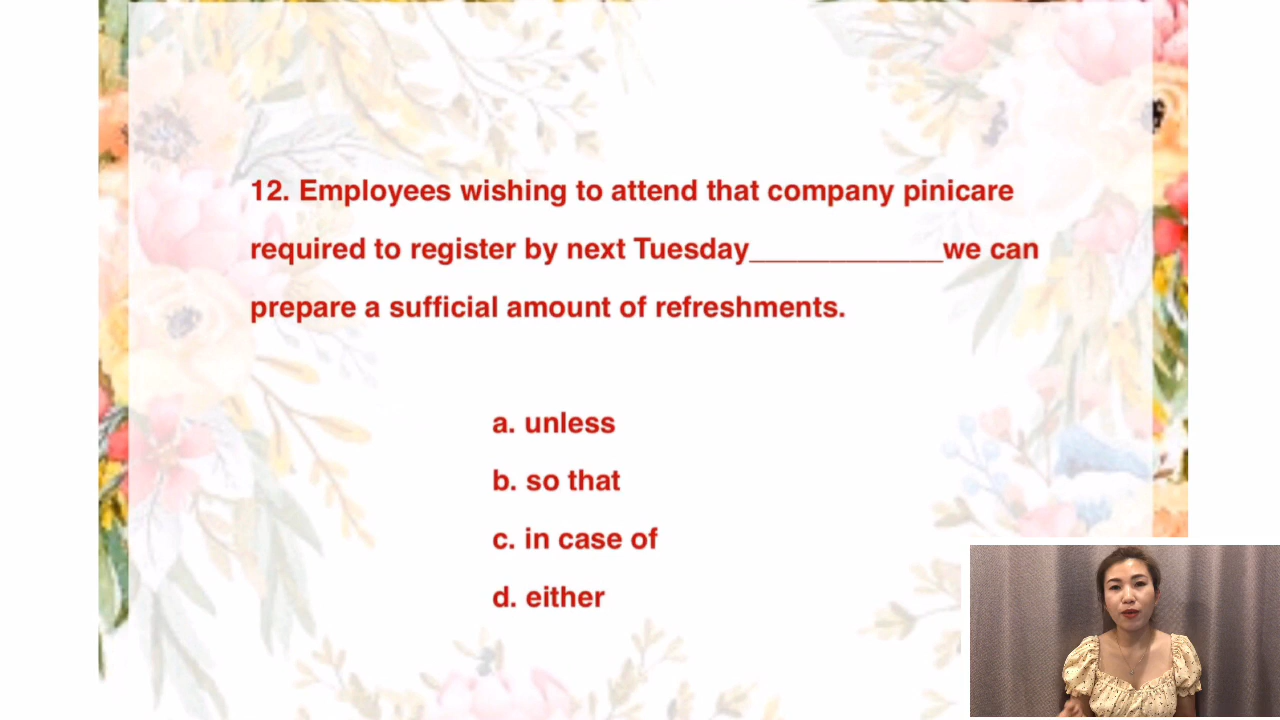 12. Employees wishing to attend that company pinicare
required to register by next Tuesday____________we can
prepare a sufficial amount of refreshments.
a. unless
b. so that
c. in case of
d. either